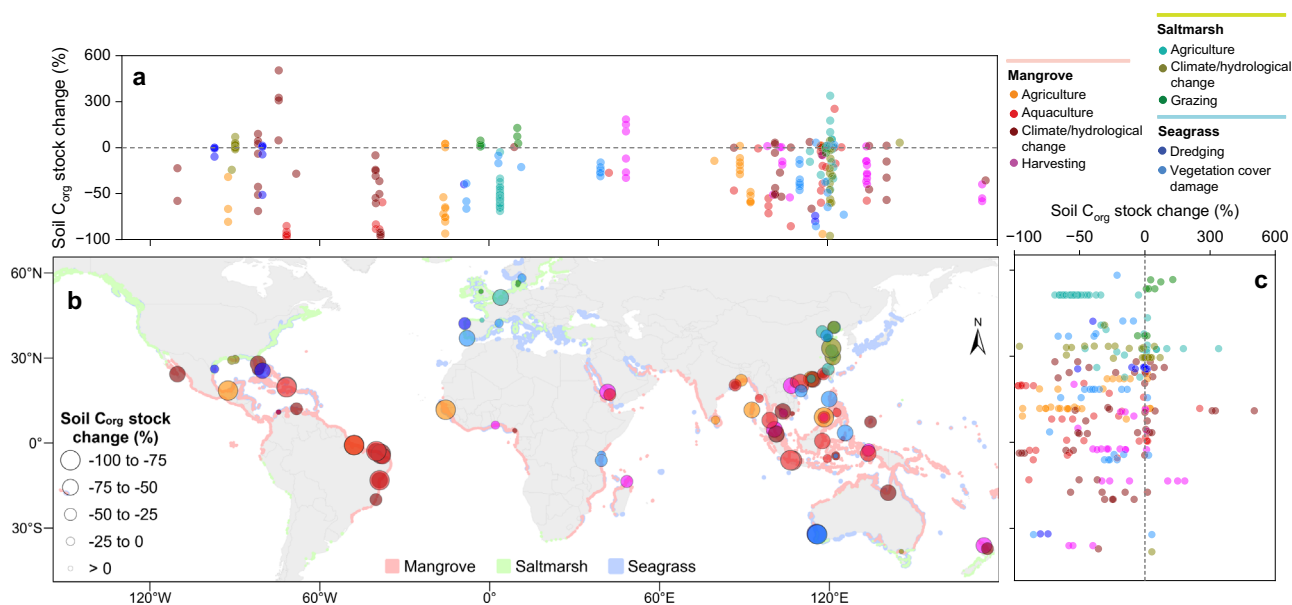 Soil Corg stock change (%)
600
300
0
−50
−100
a
Mangrove
Agriculture
Aquaculture
Climate/hydrological
change
Harvesting
Saltmarsh
Agriculture
Climate/hydrological
change
Grazing
Seagrass
Dredging
Vegetation cover
damage
60°N
30°N
0°
30°S
b
N
Soil Corg stock
change (%)
-100 to -75
-75 to -50
-50 to -25
-25 to 0
> 0
Mangrove
Saltmarsh
Seagrass
120°W
60°W
0°
60°E
120°E
Soil Corg stock change (%)
−100
−50
0
300
600
c